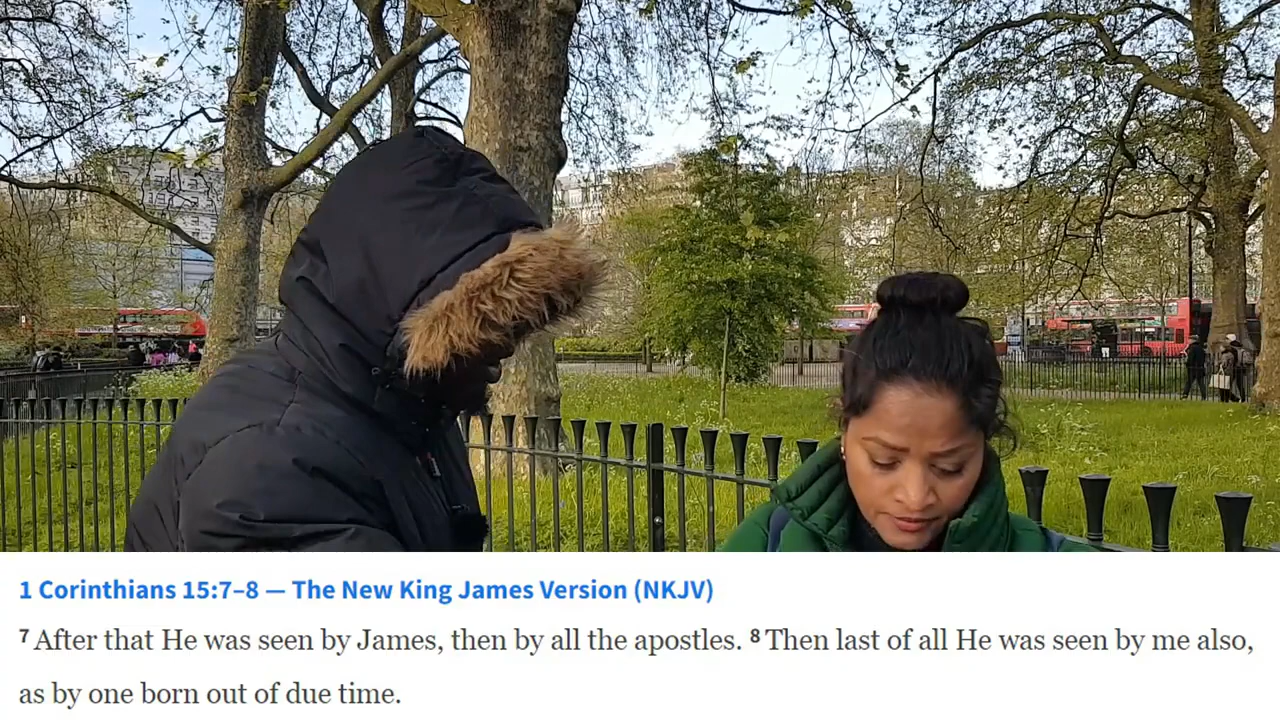 1 Corinthians 15:7–8 — The New King James Version (NKJV)
7 After that He was seen by James, then by all the apostles. 8 Then last of all He was seen by me also,
as by one born out of due time.